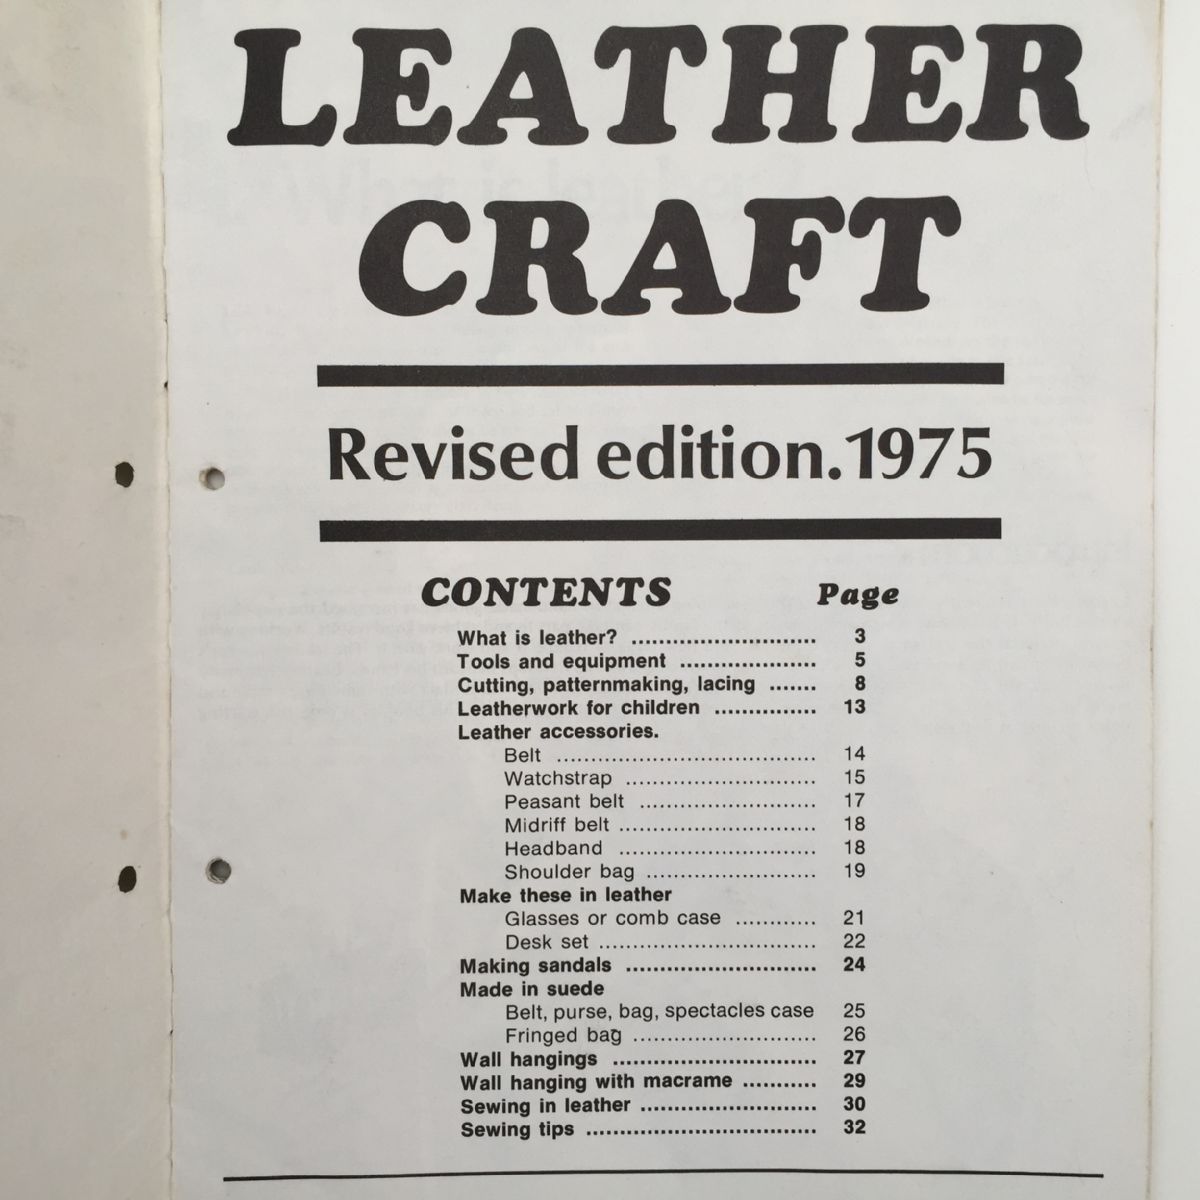 LEATHER
CRAFT
Revised edition.1975
CONTENTS Page
What is leather? ............................ 3
Tools and equipment .................... 5
Cutting, patternmaking, lacing ....... 8
Leatherwork for children ............... 13
Leather accessories.
Belt ....................................... 14
Watchstrap ............................. 15
Peasant belt ........................... 17
Midriff belt .............................. 18
Headband .............................. 18
Shoulder bag .......................... 19
Make these in leather
Glasses or comb case ............ 21
Desk set ................................. 22
Making sandals ............................ 24
Made in suede
Belt, purse, bag, spectacles case 25
Fringed bag ............................ 26
Wall hangings .............................. 27
Wall hanging with macrame ........... 29
Sewing in leather .......................... 30
Sewing tips .................................. 32